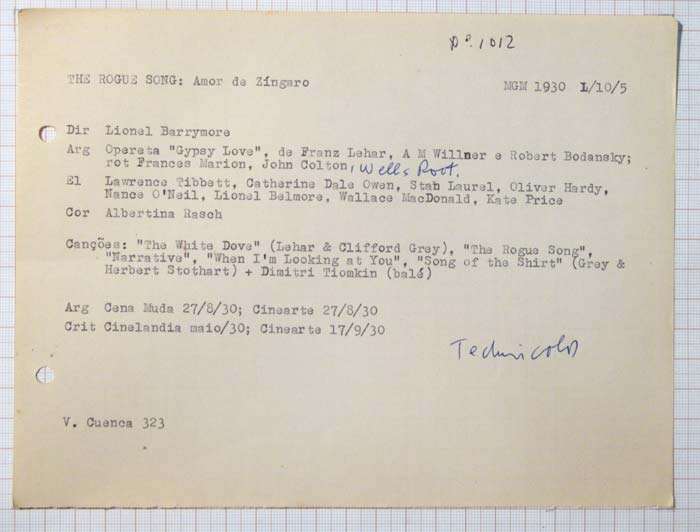 Dº. 1012
THE ROGUE SONG: Amor de Zíngaro MGM 1930 L/10/5
Dir Lionel Barrymore
Arg Opereta "Gypsy Love", de Franz Lehar, A M Willner e Robert Bodansky;
rot Frances Marion, John Colton, Wells Root.
El Lawrence Tibbett, Catherine Dale Owen, Stab Laurel, Oliver Hardy,
Nance O'Neil, Lionel Belmore, Wallace MacDonald, Kate Price
Cor Albertina Rasch
Canções: "The White Dove" (Lehar & Clifford Grey), "The Rogue Song",
"Narrative", "When I'm Looking at You", "Song of the Shirt" (Grey &
Herbert Stothart) + Dimitri Tiomkin (balé)
Arg Cena Muda 27/8/30; Cinearte 27/8/30
Crit Cinelandia maio/30; Cinearte 17/9/30
Technicolor
V. Cuenca 323